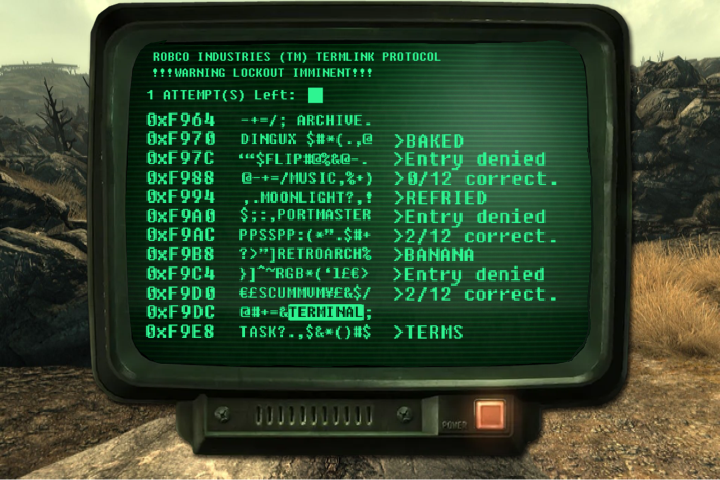 ROBCO INDUSTRIES (TM) TERMLINK PROTOCOL
!!!WARNING LOCKOUT IMMINENT!!!
1 ATTEMPT(S) Left:
0xF964 -+=/; ARCHIVE.
0xF970 DINGUX $#*(.,@ >BAKED
0xF97C “‘$FLIP#@%&@-. >Entry denied
0xF988 @-+=/MUSIC,%+) >0/12 correct.
0xF994 ,.MOONLIGHT?,! >REFRIED
0xF9A0 $;:,PORTMASTER >Entry denied
0xF9AC PPSSPP:(*".$#+ >2/12 correct.
0xF9B8 ?>"]RETROARCH% >BANANA
0xF9C4 }]^~RGB*('1£€> >Entry denied
0xF9D0 €£SCUMMVM¥£&$/ >2/12 correct.
0xF9DC @#+=&TERMINAL;
0xF9E8 TASK?.,$&*()#$ >TERMS
POWER